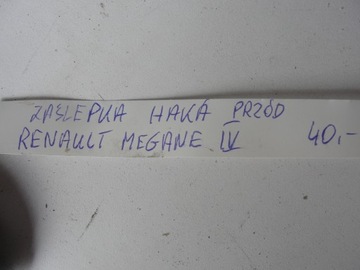 ZAŚLEPKA HAKA PRZÓD
RENAULT MEGANE IV 40,-